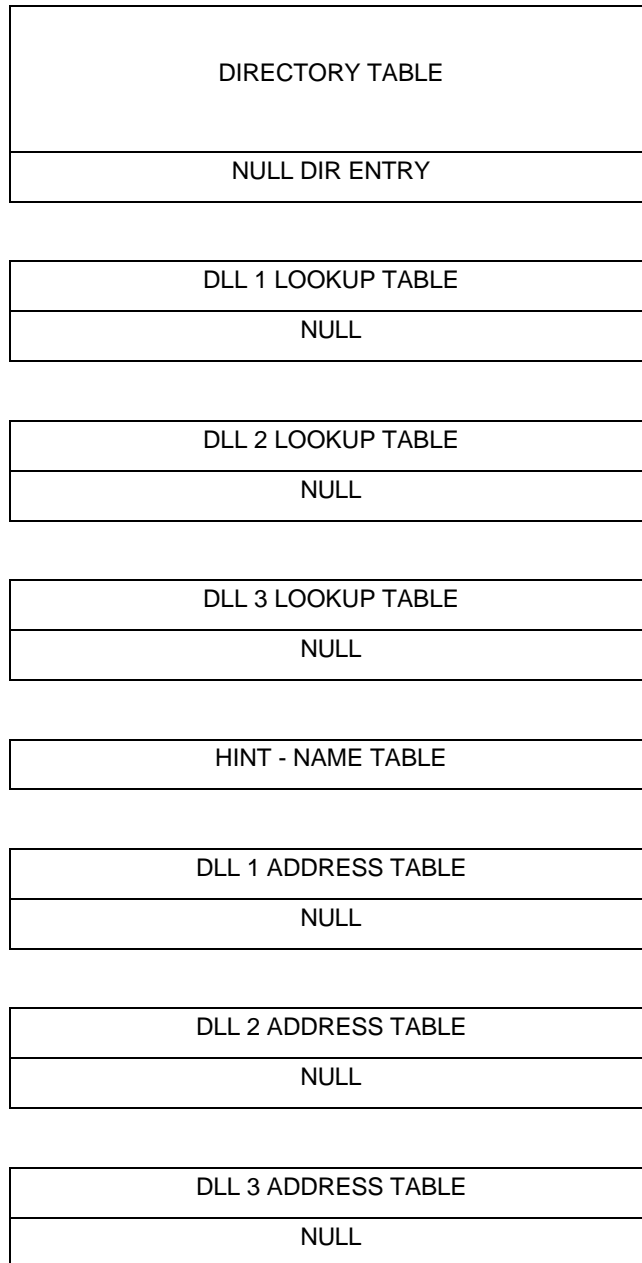 DIRECTORY TABLE
NULL DIR ENTRY
DLL 1 LOOKUP TABLE
NULL
DLL 2 LOOKUP TABLE
NULL
DLL 3 LOOKUP TABLE
NULL
HINT - NAME TABLE
DLL 1 ADDRESS TABLE
NULL
DLL 2 ADDRESS TABLE
NULL
DLL 3 ADDRESS TABLE
NULL